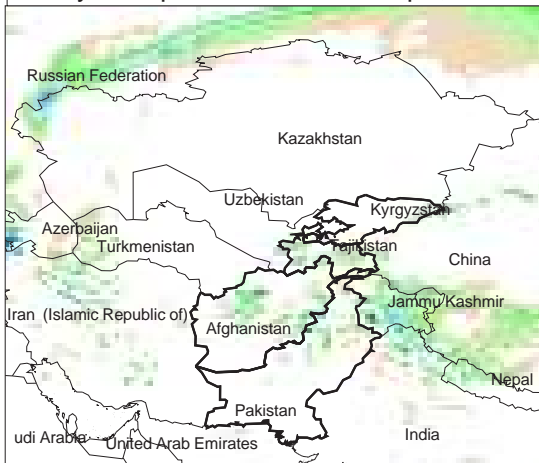 Russian Federation
Kazakhstan
Uzbekistan
Kyrgyzstan
Azerbaijan
Turkmenistan
Tajikistan
China
Jammu Kashmir
Iran (Islamic Republic of)
Afghanistan
Nepal
Pakistan
udi Arabia
United Arab Emirates
India